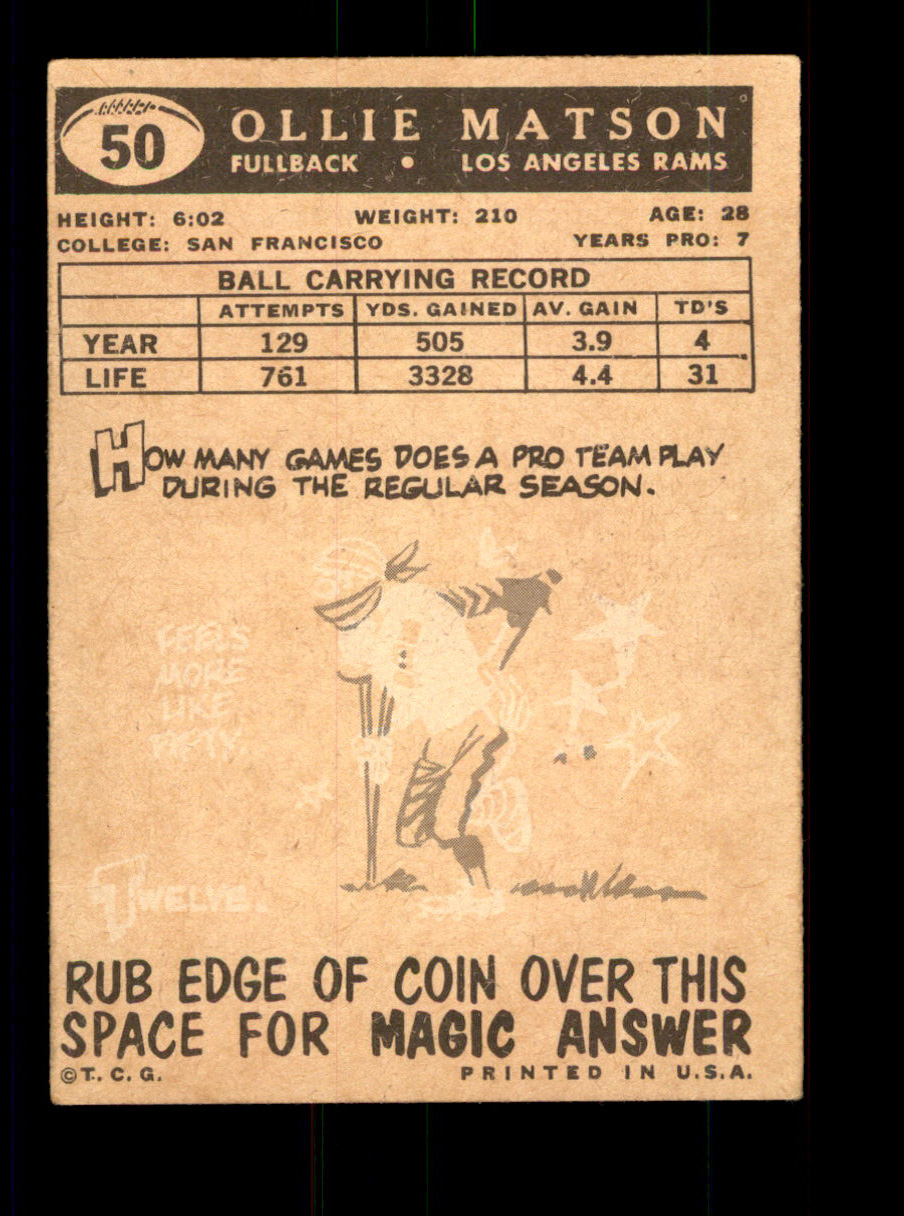 50
OLLIE MATSON
FULLBACK • LOS ANGELES RAMS
HEIGHT: 6:02 WEIGHT: 210 AGE: 28
COLLEGE: SAN FRANCISCO YEARS PRO: 7
BALL CARRYING RECORD
ATTEMPTS YDS. GAINED AV. GAIN TD'S
YEAR 129 505 3.9 4
LIFE 761 3328 4.4 31
HOW MANY GAMES DOES A PRO TEAM PLAY
DURING THE REGULAR SEASON.
FEELS
MORE
LIKE
FIFTY.
TWELVE.
RUB EDGE OF COIN OVER THIS
SPACE FOR MAGIC ANSWER
©T. C. G. PRINTED IN U.S.A.